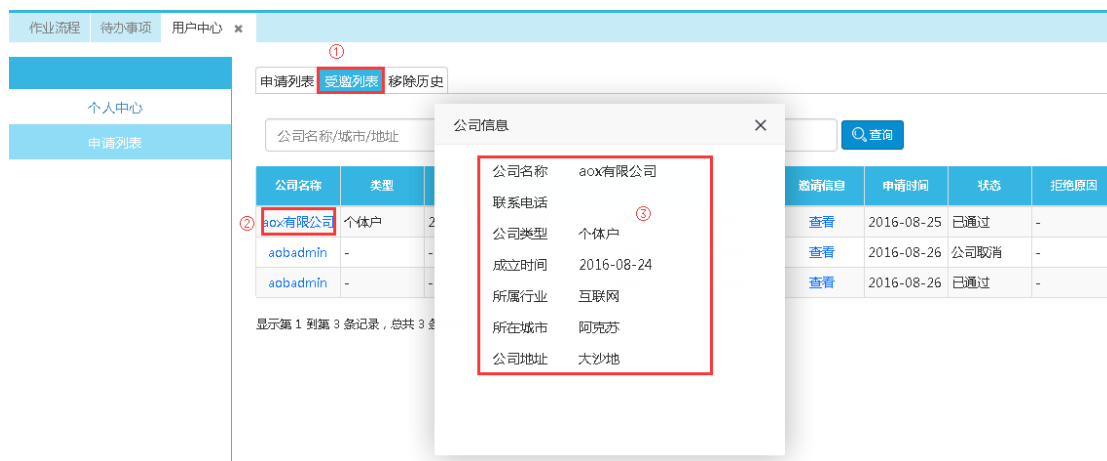 作业流程 待办事项 用户中心 ×
①
申请列表 受邀列表 移除历史
个人中心
申请列表
公司名称/城市/地址 查询
公司名称 类型 邀请信息 申请时间 状态 拒绝原因
② aox有限公司 个体户 2 查看 2016-08-25 已通过 -
aobadmin - - 查看 2016-08-26 公司取消 -
aobadmin - - 查看 2016-08-26 已通过 -
显示第 1 到第 3 条记录，总共 3
公司信息 ×
公司名称 aox有限公司
联系电话
③
公司类型 个体户
成立时间 2016-08-24
所属行业 互联网
所在城市 阿克苏
公司地址 大沙地